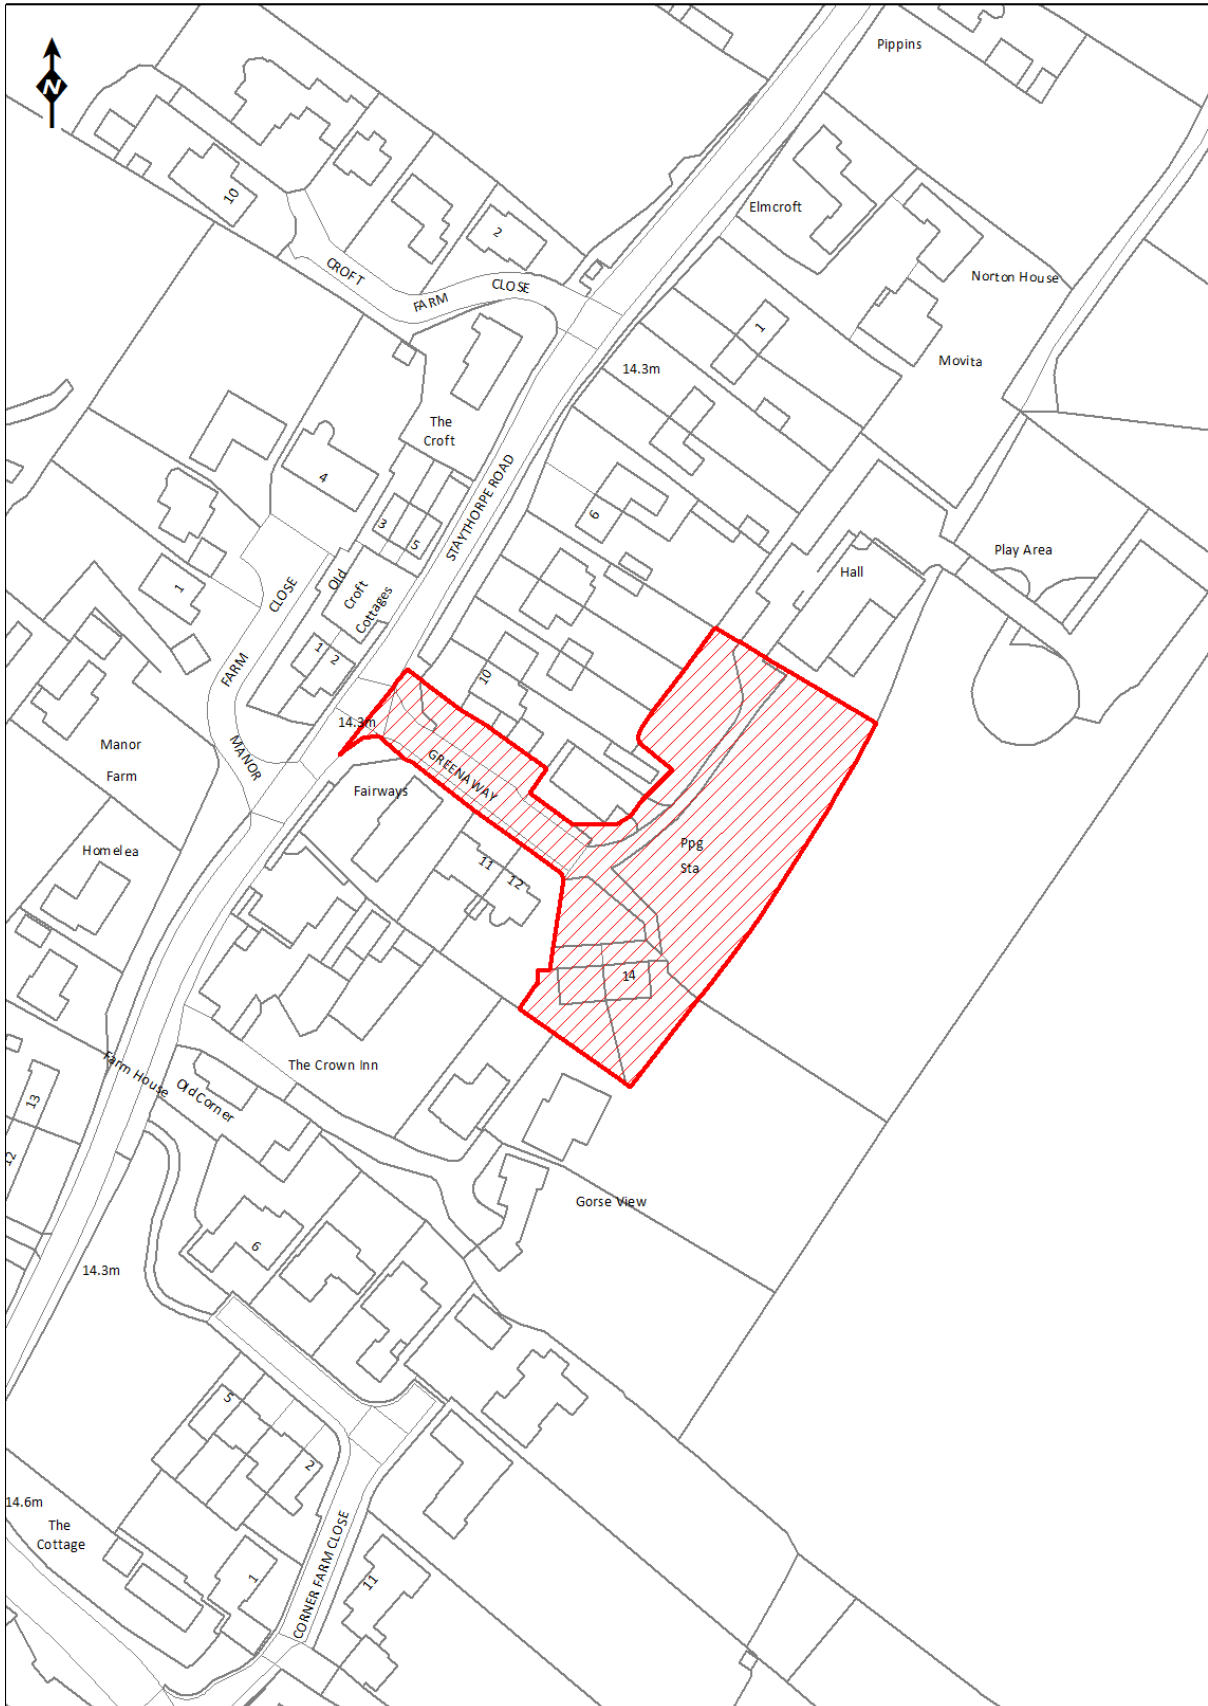 Pippins
N
10
Elmcroft
2
Norton House
CROFT
FARM
CLOSE
1
Movita
14.3m
The
Croft
4
STAYTHORPE ROAD
3
5
6
Play Area
Hall
1
CLOSE
Old
Croft
Cottages
1
2
FARM
10
14.3m
MANOR
Manor
Farm
GREENAWAY
Fairways
Homelea
Ppg
Sta
11
12
14
The Crown Inn
Farm House
Old Corner
13
12
Gorse View
6
14.3m
5
2
14.6m
The
Cottage
1
CORNER FARM CLOSE
11